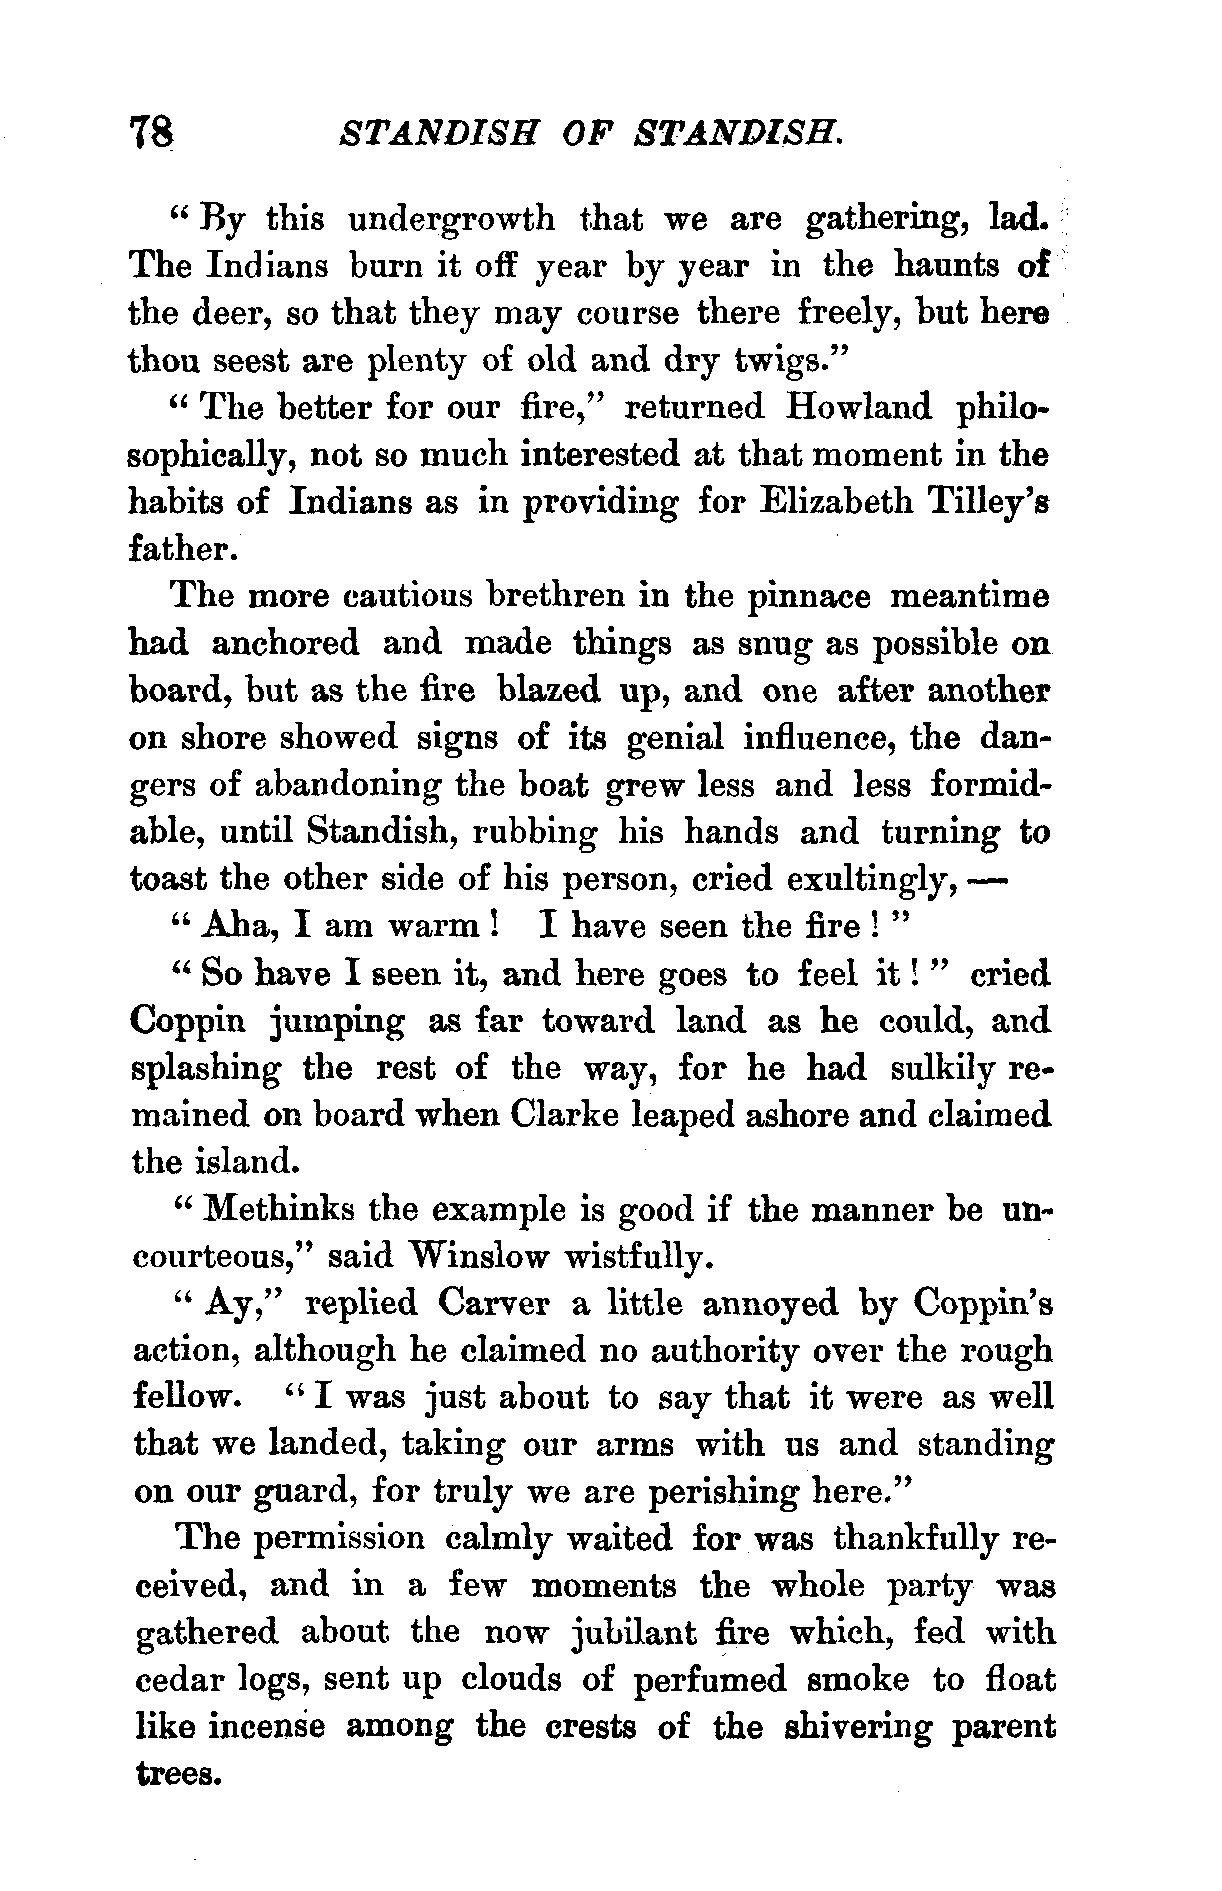 78 STANDISH OF STANDISH.
“ By this undergrowth that we are gathering, lad.
The Indians burn it off year by year in the haunts of
the deer, so that they may course there freely, but here
thou seest are plenty of old and dry twigs.”
“ The better for our fire,” returned Howland philo-
sophically, not so much interested at that moment in the
habits of Indians as in providing for Elizabeth Tilley’s
father.
The more cautious brethren in the pinnace meantime
had anchored and made things as snug as possible on
board, but as the fire blazed up, and one after another
on shore showed signs of its genial influence, the dan-
gers of abandoning the boat grew less and less formid-
able, until Standish, rubbing his hands and turning to
toast the other side of his person, cried exultingly, —
“ Aha, I am warm ! I have seen the fire ! ”
“ So have I seen it, and here goes to feel it ! ” cried
Coppin jumping as far toward land as he could, and
splashing the rest of the way, for he had sulkily re-
mained on board when Clarke leaped ashore and claimed
the island.
“ Methinks the example is good if the manner be un-
courteous,” said Winslow wistfully.
“ Ay,” replied Carver a little annoyed by Coppin’s
action, although he claimed no authority over the rough
fellow. “ I was just about to say that it were as well
that we landed, taking our arms with us and standing
on our guard, for truly we are perishing here.”
The permission calmly waited for was thankfully re-
ceived, and in a few moments the whole party was
gathered about the now jubilant fire which, fed with
cedar logs, sent up clouds of perfumed smoke to float
like incense among the crests of the shivering parent
trees.